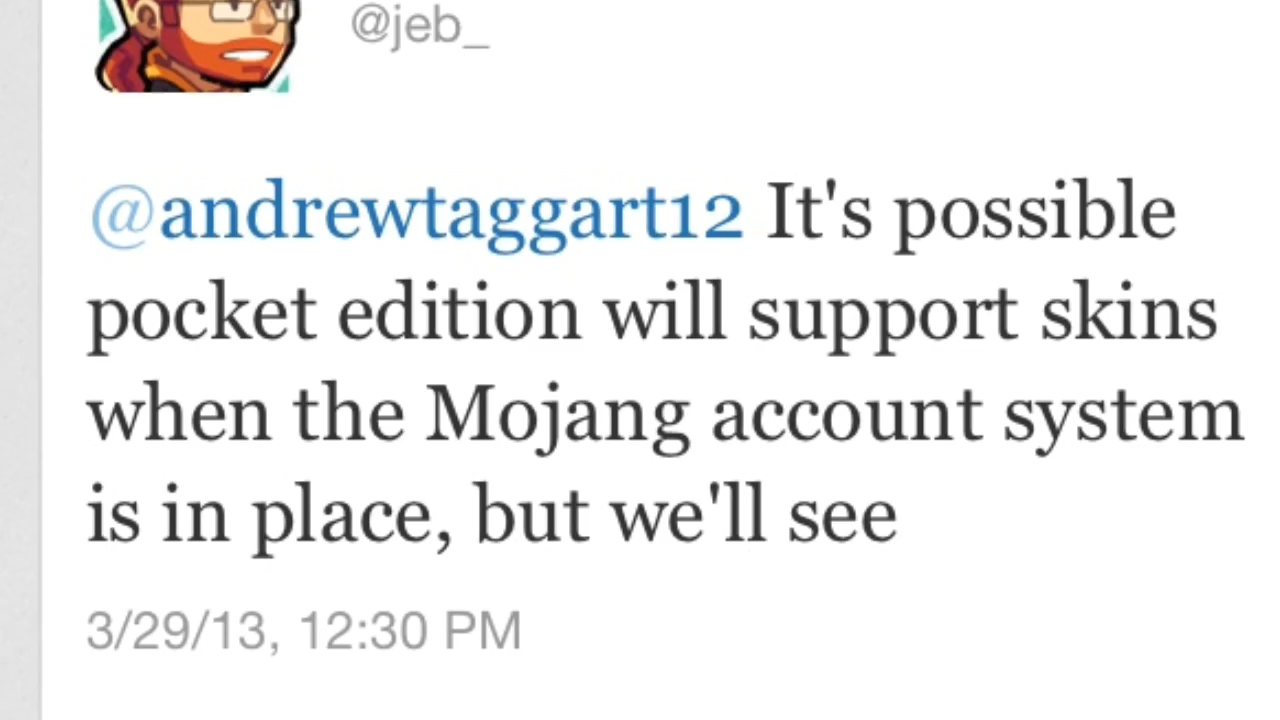 @jeb_
@andrewtaggart12 It's possible
pocket edition will support skins
when the Mojang account system
is in place, but we'll see
3/29/13, 12:30 PM